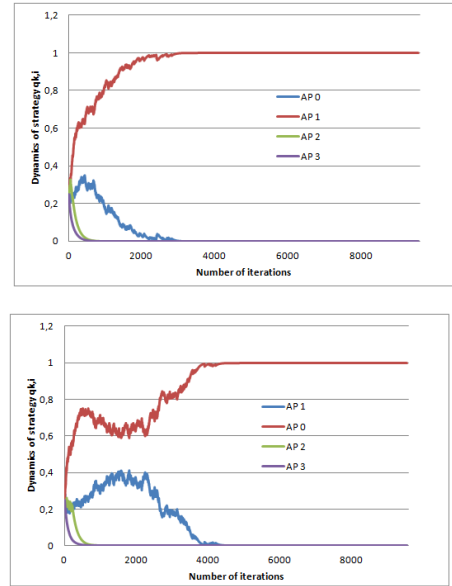 1,2
1
0,8
0,6
0,4
0,2
0
Dynamics of strategy qk,i
AP 0
AP 1
AP 2
AP 3
0 2000 4000 6000 8000
Number of iterations
1,2
1
0,8
0,6
0,4
0,2
0
Dynamics of strategy qk,i
AP 1
AP 0
AP 2
AP 3
0 2000 4000 6000 8000
Number of iterations